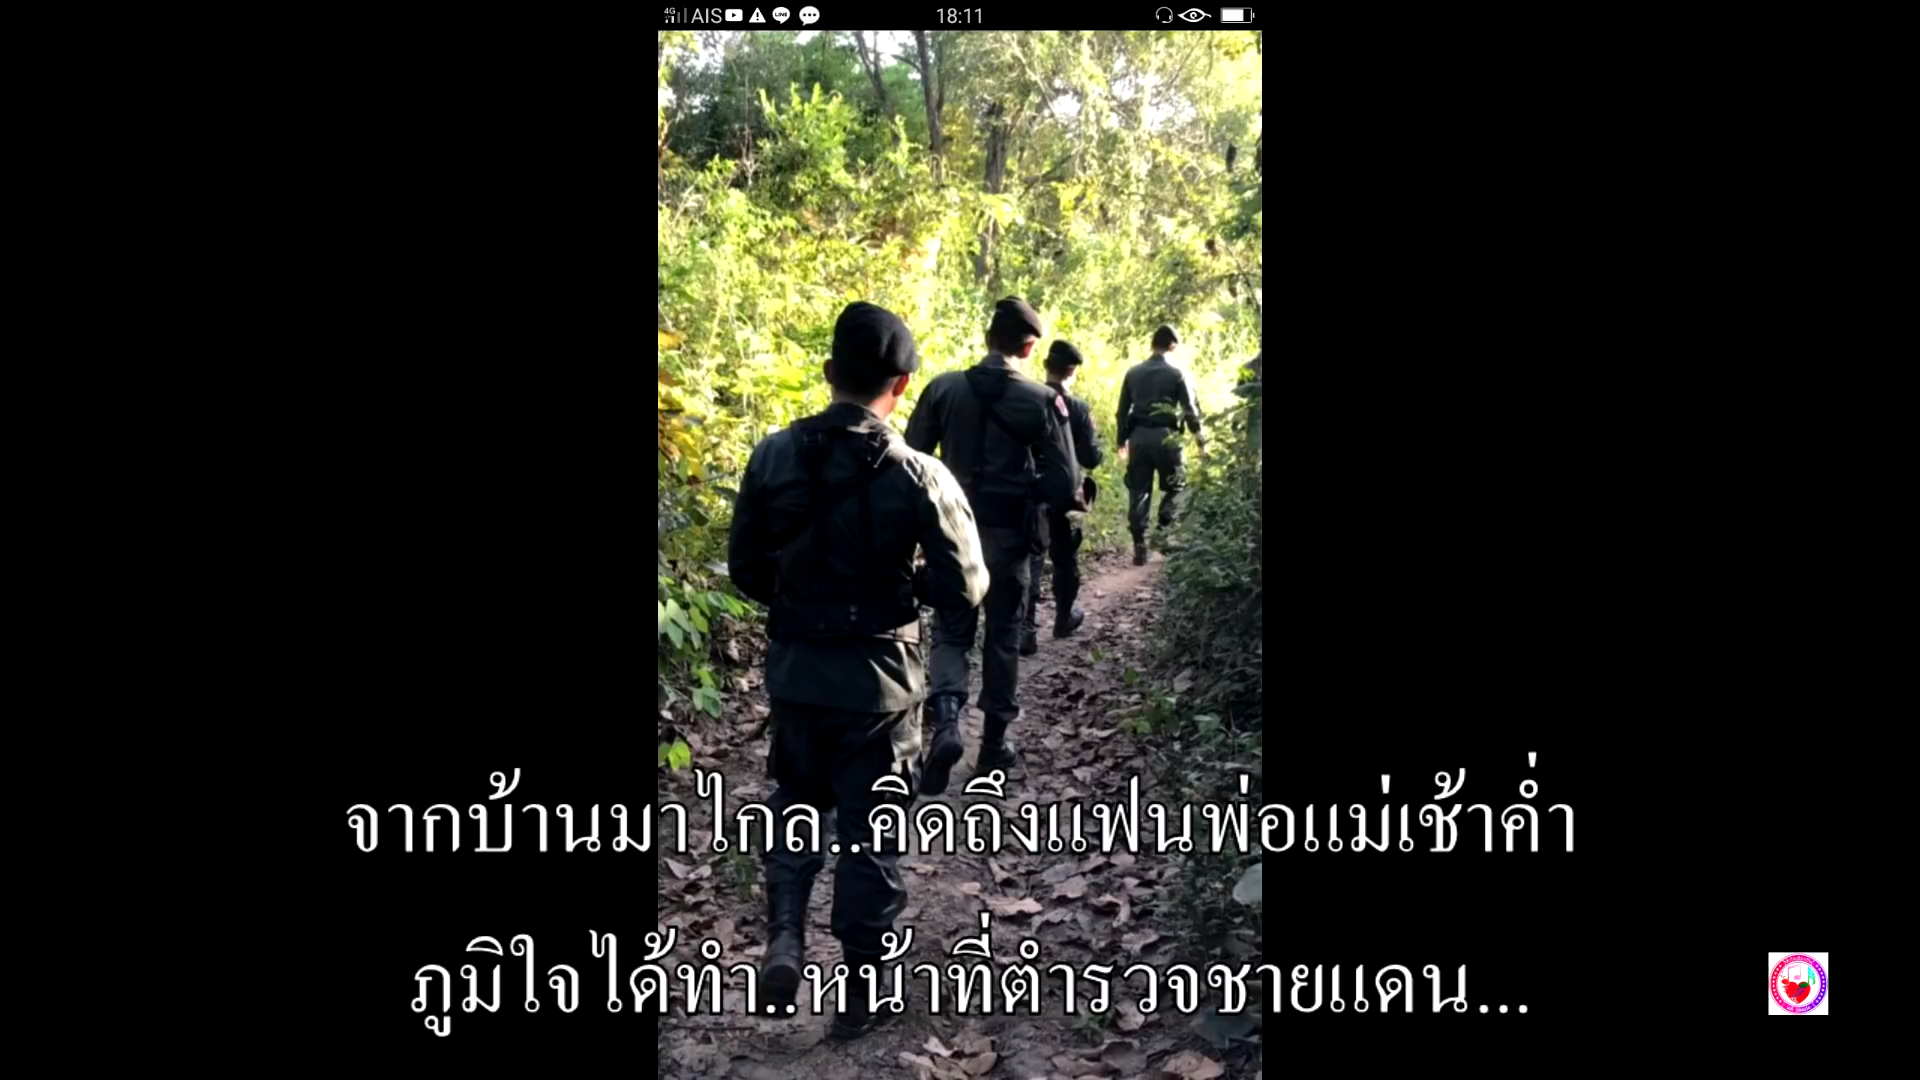 4G AIS LINE 18:11
จากบ้านมาไกล..คิดถึงแฟนพ่อแม่เช้าค่ำ
ภูมิใจได้ทำ..หน้าที่ตำรวจชายแดน...